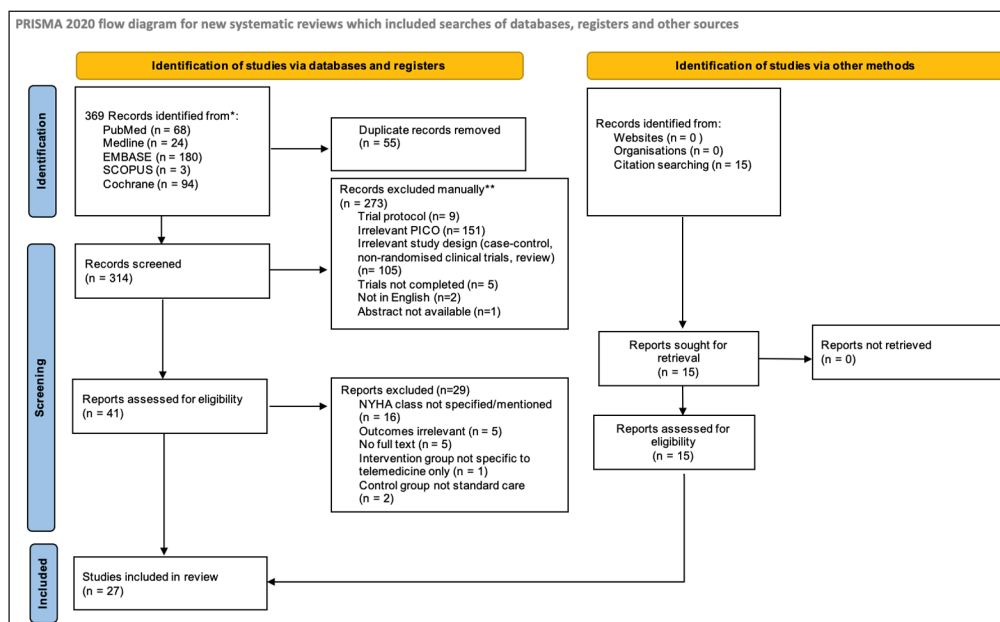 PRISMA 2020 flow diagram for new systematic reviews which included searches of databases, registers and other sources
Identification of studies via databases and registers
Identification of studies via other methods
Identification
369 Records identified from*:
PubMed (n = 68)
Medline (n = 24)
EMBASE (n = 180)
SCOPUS (n = 3)
Cochrane (n = 94)
Duplicate records removed
(n = 55)
Records identified from:
Websites (n = 0 )
Organisations (n = 0)
Citation searching (n = 15)
Screening
Records screened
(n = 314)
Records excluded manually**
(n = 273)
Trial protocol (n= 9)
Irrelevant PICO (n= 151)
Irrelevant study design (case-control,
non-randomised clinical trials, review)
(n = 105)
Trials not completed (n = 5)
Not in English (n=2)
Abstract not available (n=1)
Reports sought for
retrieval
(n = 15)
Reports not retrieved
(n = 0)
Reports assessed for eligibility
(n = 41)
Reports excluded (n=29)
NYHA class not specified/mentioned
(n = 16)
Outcomes irrelevant (n = 5)
No full text (n = 5)
Intervention group not specific to
telemedicine only (n = 1)
Control group not standard care
(n = 2)
Reports assessed for
eligibility
(n = 15)
Included
Studies included in review
(n = 27)